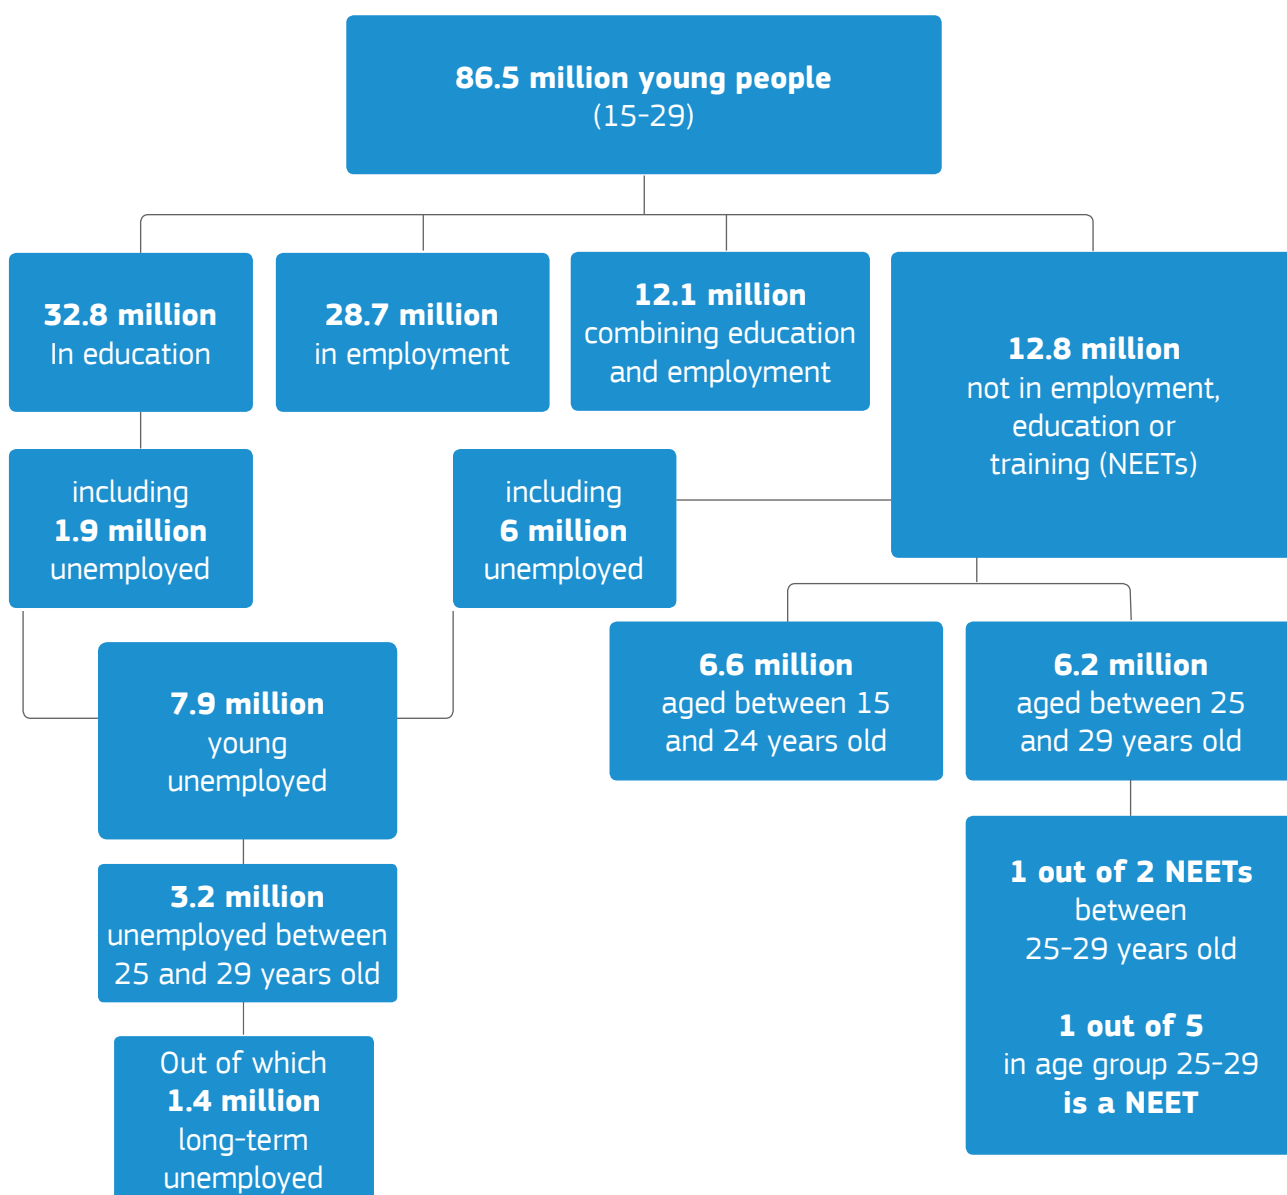 86.5 million young people
(15-29)
32.8 million
In education
28.7 million
in employment
12.1 million
combining education
and employment
12.8 million
not in employment,
education or
training (NEETs)
including
1.9 million
unemployed
including
6 million
unemployed
6.6 million
aged between 15
and 24 years old
6.2 million
aged between 25
and 29 years old
7.9 million
young
unemployed
3.2 million
unemployed between
25 and 29 years old
1 out of 2 NEETs
between
25-29 years old
1 out of 5
in age group 25-29
is a NEET
Out of which
1.4 million
long-term
unemployed